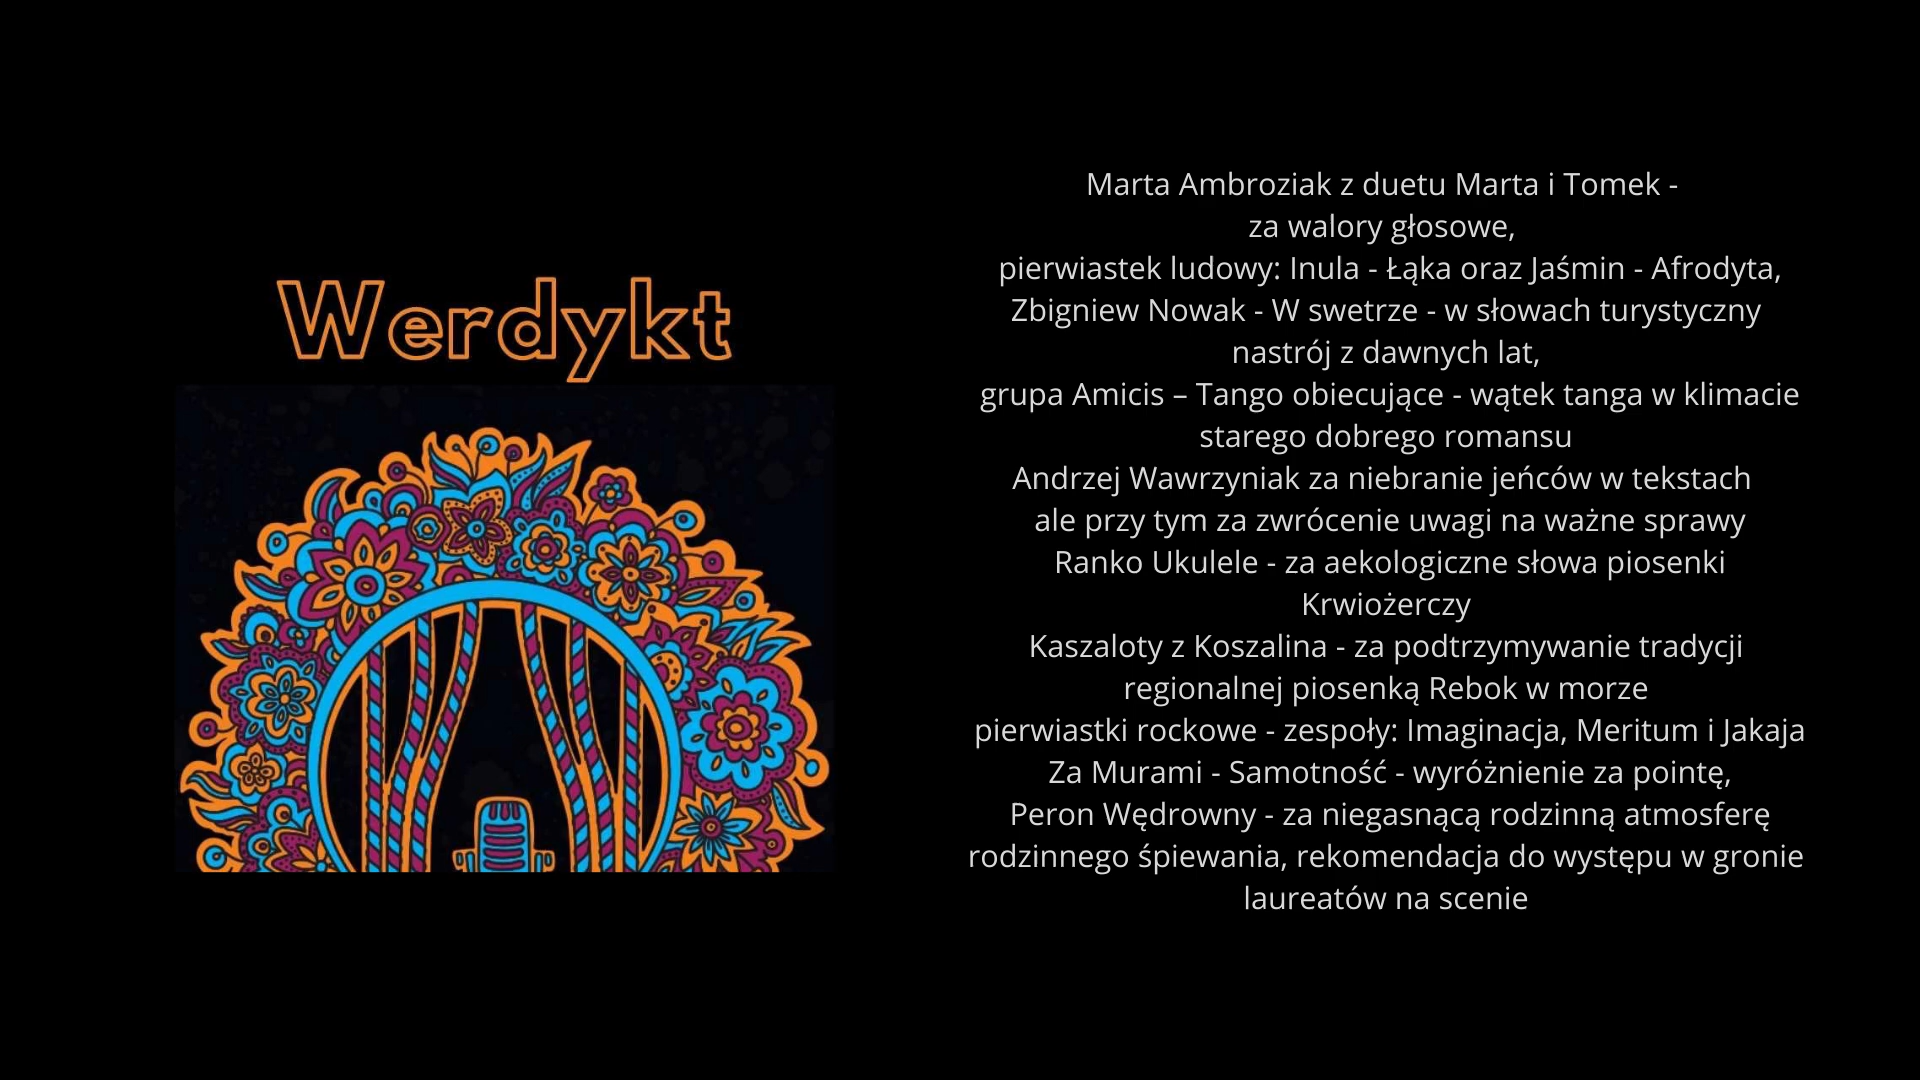 Werdykt
Marta Ambroziak z duetu Marta i Tomek -
za walory głosowe,
pierwiastek ludowy: Inula - Łąka oraz Jaśmin - Afrodyta,
Zbigniew Nowak - W swetrze - w słowach turystyczny
nastrój z dawnych lat,
grupa Amicis – Tango obiecujące - wątek tanga w klimacie
starego dobrego romansu
Andrzej Wawrzyniak za niebranie jeńców w tekstach
ale przy tym za zwrócenie uwagi na ważne sprawy
Ranko Ukulele - za aekologiczne słowa piosenki
Krwiożerczy
Kaszaloty z Koszalina - za podtrzymywanie tradycji
regionalnej piosenką Rebok w morze
pierwiastki rockowe - zespoły: Imaginacja, Meritum i Jakaja
Za Murami - Samotność - wyróżnienie za pointę,
Peron Wędrowny - za niegasnącą rodzinną atmosferę
rodzinnego śpiewania, rekomendacja do występu w gronie
laureatów na scenie